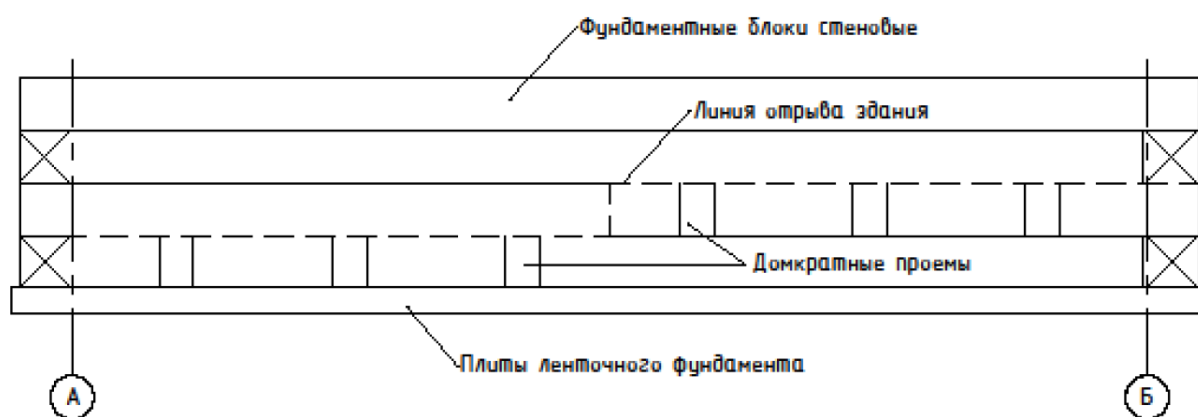 Фундаментные блоки стеновые
Линия отрыва здания
Домкратные проемы
Плиты ленточного фундамента
А
Б